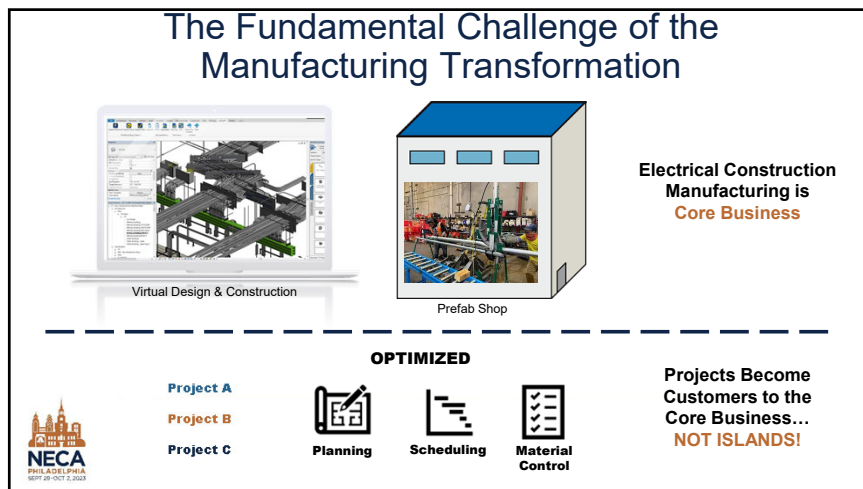 The Fundamental Challenge of the
Manufacturing Transformation
Virtual Design & Construction
Prefab Shop
Electrical Construction
Manufacturing is
Core Business
OPTIMIZED
Project A
Project B
Project C
Planning
Scheduling
Material
Control
Projects Become
Customers to the
Core Business…
NOT ISLANDS!
NECA
PHILADELPHIA
SEPT 29-OCT 2, 2023